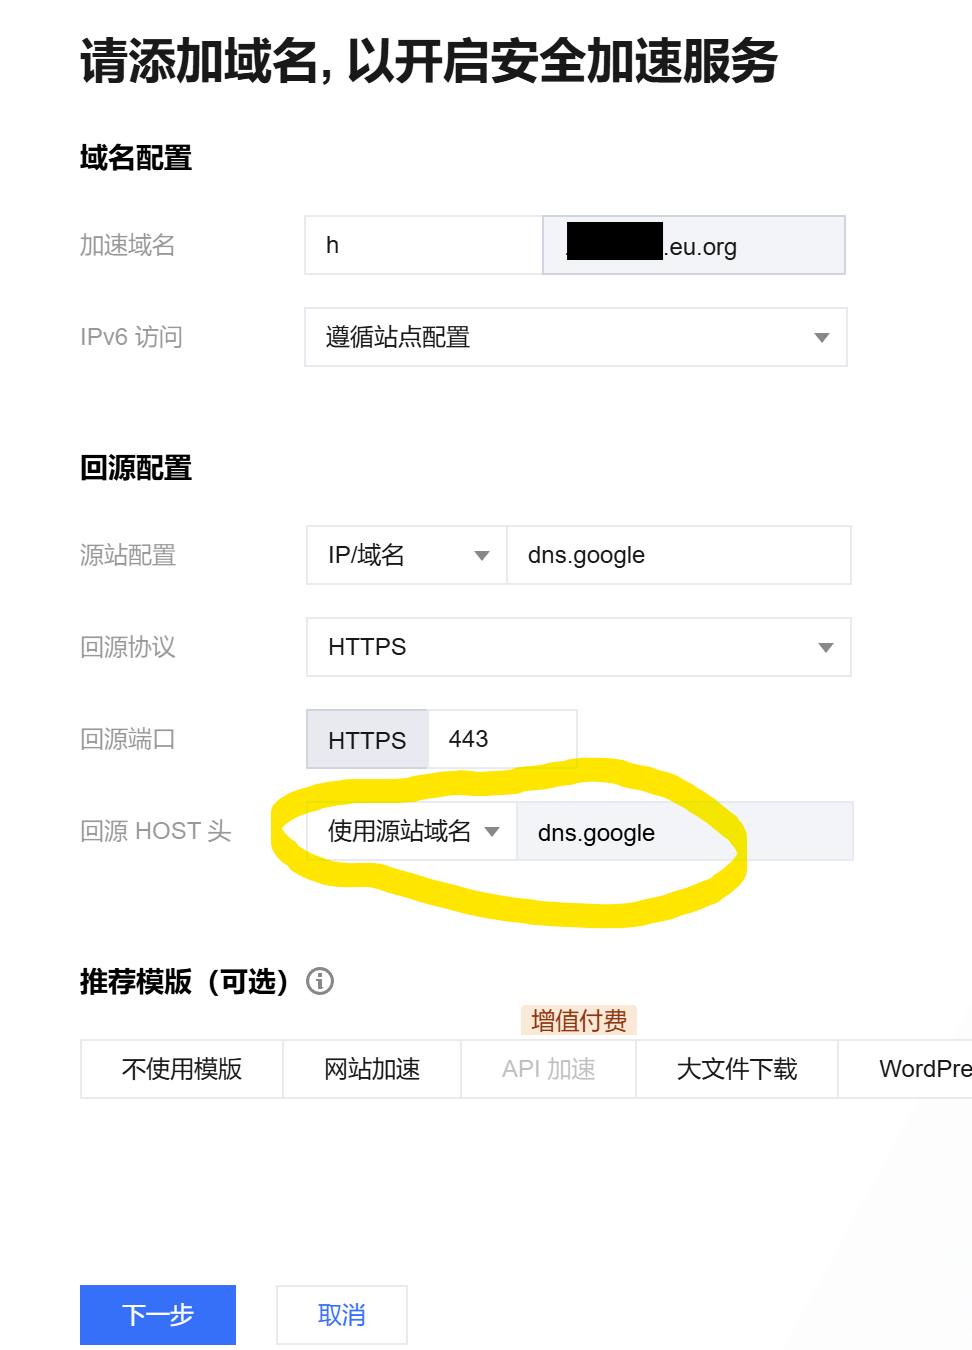 请添加域名, 以开启安全加速服务
域名配置
加速域名 h .eu.org
IPv6 访问 遵循站点配置
回源配置
源站配置 IP/域名 dns.google
回源协议 HTTPS
回源端口 HTTPS 443
回源 HOST 头 使用源站域名 dns.google
推荐模版（可选）
增值付费
不使用模版 网站加速 API 加速 大文件下载 WordPre
下一步 取消